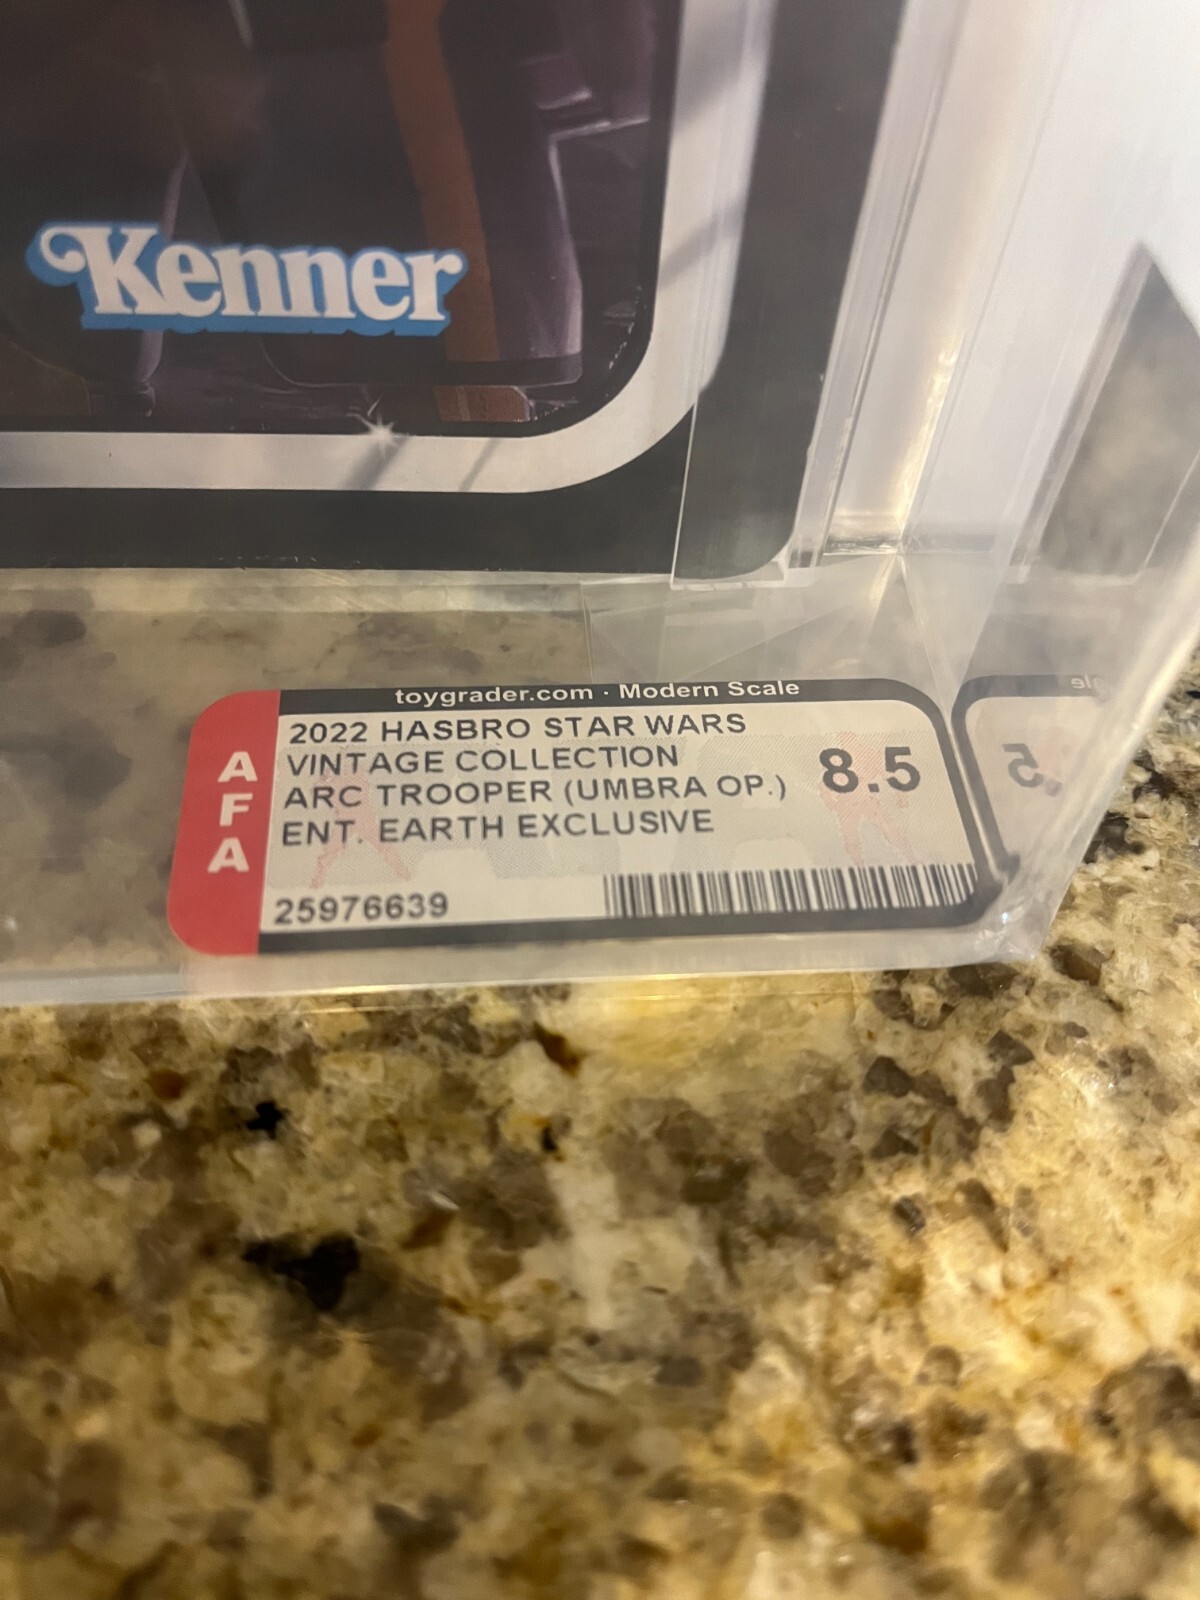 Kenner
toygrader.com · Modern Scale
AFA
2022 HASBRO STAR WARS
VINTAGE COLLECTION
ARC TROOPER (UMBRA OP.)
ENT. EARTH EXCLUSIVE
8.5
25976639